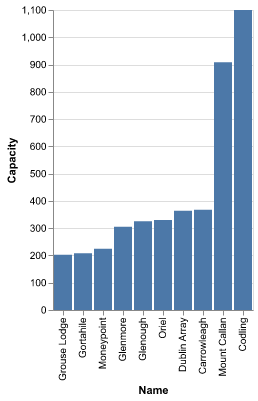 1,100
1,000
900
800
700
600
500
400
300
200
100
0
Capacity
Grouse Lodge
Gortahile
Moneypoint
Glenmore
Glenough
Oriel
Dublin Array
Carrowleagh
Mount Callan
Codling
Name